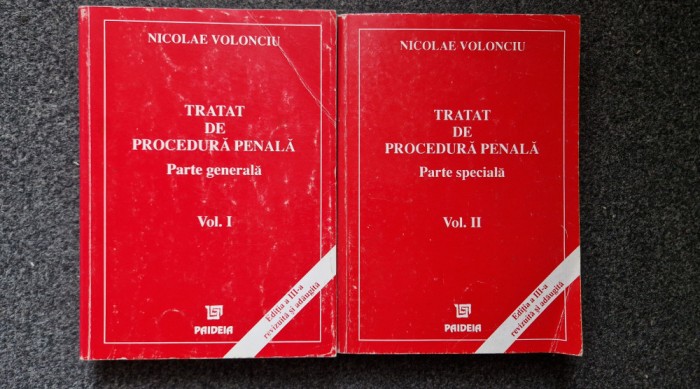 NICOLAE VOLONCIU
TRATAT
DE
PROCEDURĂ PENALĂ
Parte generală
Vol. I
Ediția a III-a
revizuită și adăugită
PAIDEIA
NICOLAE VOLONCIU
TRATAT
DE
PROCEDURĂ PENALĂ
Parte specială
Vol. II
Ediția a III-a
revizuită și adăugită
PAIDEIA